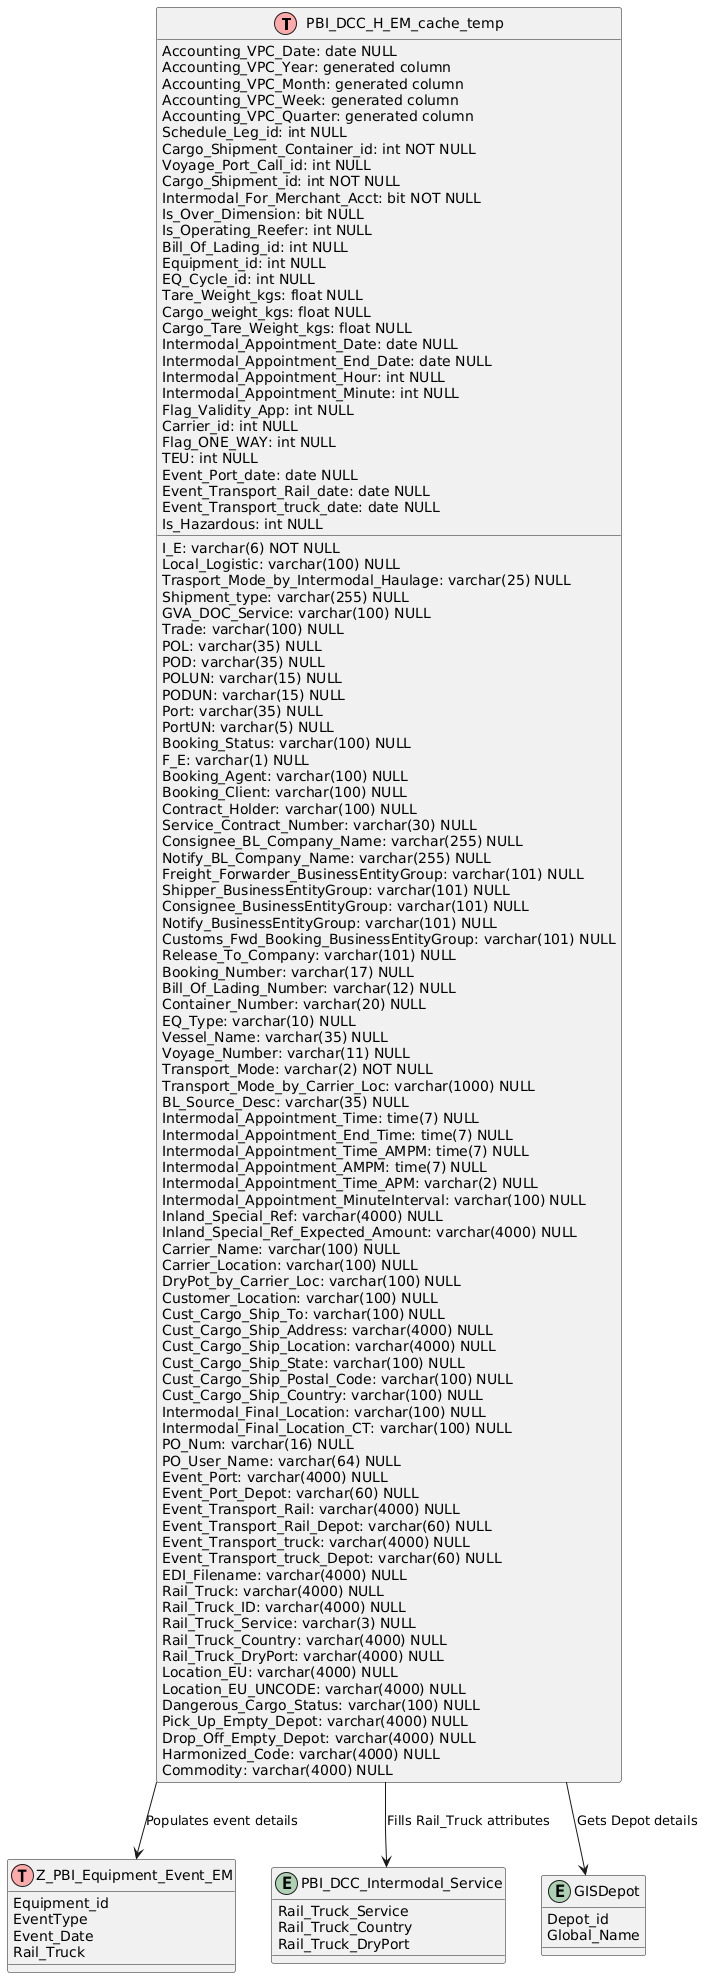 T PBI_DCC_H_EM_cache_temp
Accounting_VPC_Date: date NULL
Accounting_VPC_Year: generated column
Accounting_VPC_Month: generated column
Accounting_VPC_Week: generated column
Accounting_VPC_Quarter: generated column
Schedule_Leg_id: int NULL
Cargo_Shipment_Container_id: int NOT NULL
Voyage_Port_Call_id: int NULL
Cargo_Shipment_id: int NOT NULL
Intermodal_For_Merchant_Acct: bit NOT NULL
Is_Over_Dimension: bit NULL
Is_Operating_Reefer: int NULL
Bill_Of_Lading_id: int NULL
Equipment_id: int NULL
EQ_Cycle_id: int NULL
Tare_Weight_kgs: float NULL
Cargo_weight_kgs: float NULL
Cargo_Tare_Weight_kgs: float NULL
Intermodal_Appointment_Date: date NULL
Intermodal_Appointment_End_Date: date NULL
Intermodal_Appointment_Hour: int NULL
Intermodal_Appointment_Minute: int NULL
Flag_Validity_App: int NULL
Carrier_id: int NULL
Flag_ONE_WAY: int NULL
TEU: int NULL
Event_Port_date: date NULL
Event_Transport_Rail_date: date NULL
Event_Transport_truck_date: date NULL
Is_Hazardous: int NULL
I_E: varchar(6) NOT NULL
Local_Logistic: varchar(100) NULL
Trasport_Mode_by_Intermodal_Haulage: varchar(25) NULL
Shipment_type: varchar(255) NULL
GVA_DOC_Service: varchar(100) NULL
Trade: varchar(100) NULL
POL: varchar(35) NULL
POD: varchar(35) NULL
POLUN: varchar(15) NULL
PODUN: varchar(15) NULL
Port: varchar(35) NULL
PortUN: varchar(5) NULL
Booking_Status: varchar(100) NULL
F_E: varchar(1) NULL
Booking_Agent: varchar(100) NULL
Booking_Client: varchar(100) NULL
Contract_Holder: varchar(100) NULL
Service_Contract_Number: varchar(30) NULL
Consignee_BL_Company_Name: varchar(255) NULL
Notify_BL_Company_Name: varchar(255) NULL
Freight_Forwarder_BusinessEntityGroup: varchar(101) NULL
Shipper_BusinessEntityGroup: varchar(101) NULL
Consignee_BusinessEntityGroup: varchar(101) NULL
Notify_BusinessEntityGroup: varchar(101) NULL
Customs_Fwd_Booking_BusinessEntityGroup: varchar(101) NULL
Release_To_Company: varchar(101) NULL
Booking_Number: varchar(17) NULL
Bill_Of_Lading_Number: varchar(12) NULL
Container_Number: varchar(20) NULL
EQ_Type: varchar(10) NULL
Vessel_Name: varchar(35) NULL
Voyage_Number: varchar(11) NULL
Transport_Mode: varchar(2) NOT NULL
Transport_Mode_by_Carrier_Loc: varchar(1000) NULL
BL_Source_Desc: varchar(35) NULL
Intermodal_Appointment_Time: time(7) NULL
Intermodal_Appointment_End_Time: time(7) NULL
Intermodal_Appointment_Time_AMPM: time(7) NULL
Intermodal_Appointment_AMPM: time(7) NULL
Intermodal_Appointment_Time_APM: varchar(2) NULL
Intermodal_Appointment_MinuteInterval: varchar(100) NULL
Inland_Special_Ref: varchar(4000) NULL
Inland_Special_Ref_Expected_Amount: varchar(4000) NULL
Carrier_Name: varchar(100) NULL
Carrier_Location: varchar(100) NULL
DryPot_by_Carrier_Loc: varchar(100) NULL
Customer_Location: varchar(100) NULL
Cust_Cargo_Ship_To: varchar(100) NULL
Cust_Cargo_Ship_Address: varchar(4000) NULL
Cust_Cargo_Ship_Location: varchar(4000) NULL
Cust_Cargo_Ship_State: varchar(100) NULL
Cust_Cargo_Ship_Postal_Code: varchar(100) NULL
Cust_Cargo_Ship_Country: varchar(100) NULL
Intermodal_Final_Location: varchar(100) NULL
Intermodal_Final_Location_CT: varchar(100) NULL
PO_Num: varchar(16) NULL
PO_User_Name: varchar(64) NULL
Event_Port: varchar(4000) NULL
Event_Port_Depot: varchar(60) NULL
Event_Transport_Rail: varchar(4000) NULL
Event_Transport_Rail_Depot: varchar(60) NULL
Event_Transport_truck: varchar(4000) NULL
Event_Transport_truck_Depot: varchar(60) NULL
EDI_Filename: varchar(4000) NULL
Rail_Truck: varchar(4000) NULL
Rail_Truck_ID: varchar(4000) NULL
Rail_Truck_Service: varchar(3) NULL
Rail_Truck_Country: varchar(4000) NULL
Rail_Truck_DryPort: varchar(4000) NULL
Location_EU: varchar(4000) NULL
Location_EU_UNCODE: varchar(4000) NULL
Dangerous_Cargo_Status: varchar(100) NULL
Pick_Up_Empty_Depot: varchar(4000) NULL
Drop_Off_Empty_Depot: varchar(4000) NULL
Harmonized_Code: varchar(4000) NULL
Commodity: varchar(4000) NULL
Populates event details
Fills Rail_Truck attributes
Gets Depot details
T Z_PBI_Equipment_Event_EM
Equipment_id
EventType
Event_Date
Rail_Truck
E PBI_DCC_Intermodal_Service
Rail_Truck_Service
Rail_Truck_Country
Rail_Truck_DryPort
E GISDepot
Depot_id
Global_Name